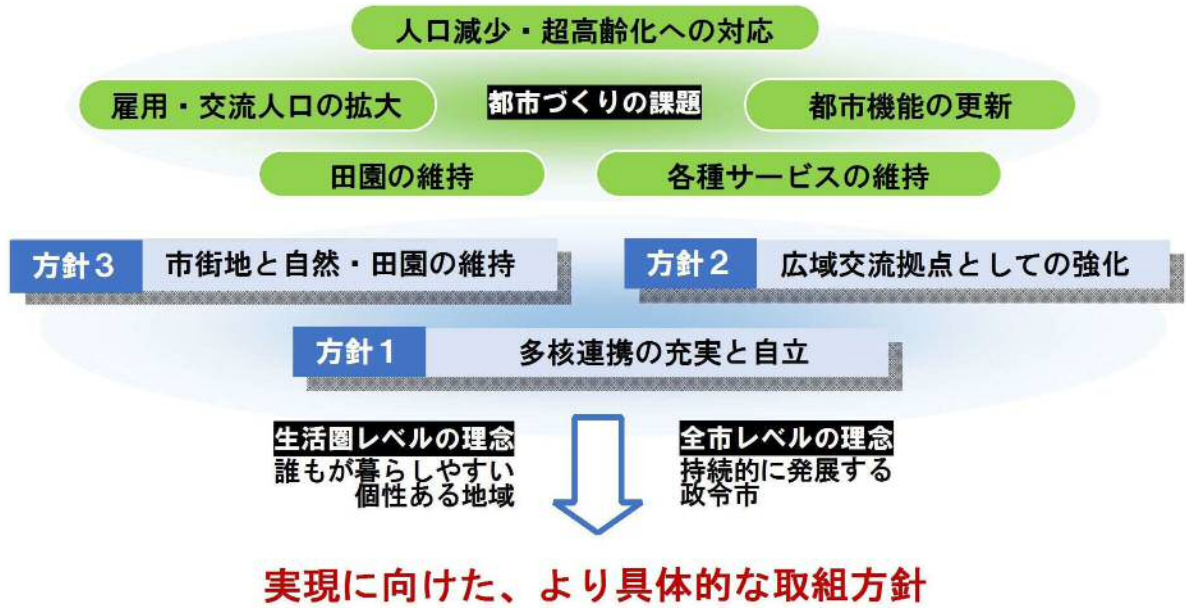 人口減少・超高齢化への対応
雇用・交流人口の拡大
都市づくりの課題
都市機能の更新
田園の維持
各種サービスの維持
方針３ 市街地と自然・田園の維持
方針２ 広域交流拠点としての強化
方針１ 多核連携の充実と自立
生活圏レベルの理念
誰もが暮らしやすい
個性ある地域
全市レベルの理念
持続的に発展する
政令市
実現に向けた、より具体的な取組方針